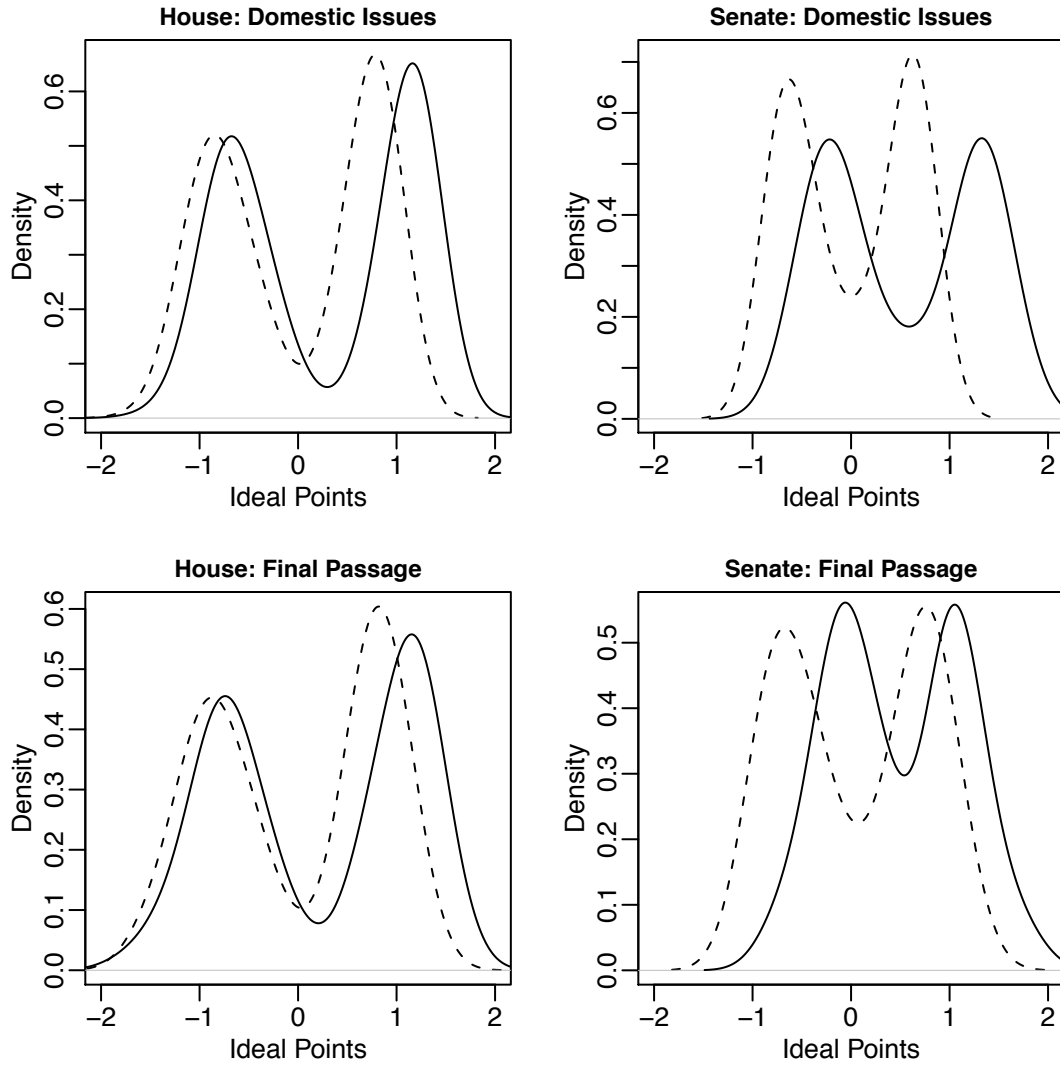 House: Domestic Issues
Density
0.0 0.2 0.4 0.6
−2 −1 0 1 2
Ideal Points
Senate: Domestic Issues
Density
0.0 0.2 0.4 0.6
−2 −1 0 1 2
Ideal Points
House: Final Passage
Density
0.0 0.1 0.2 0.3 0.4 0.5 0.6
−2 −1 0 1 2
Ideal Points
Senate: Final Passage
Density
0.0 0.1 0.2 0.3 0.4 0.5
−2 −1 0 1 2
Ideal Points